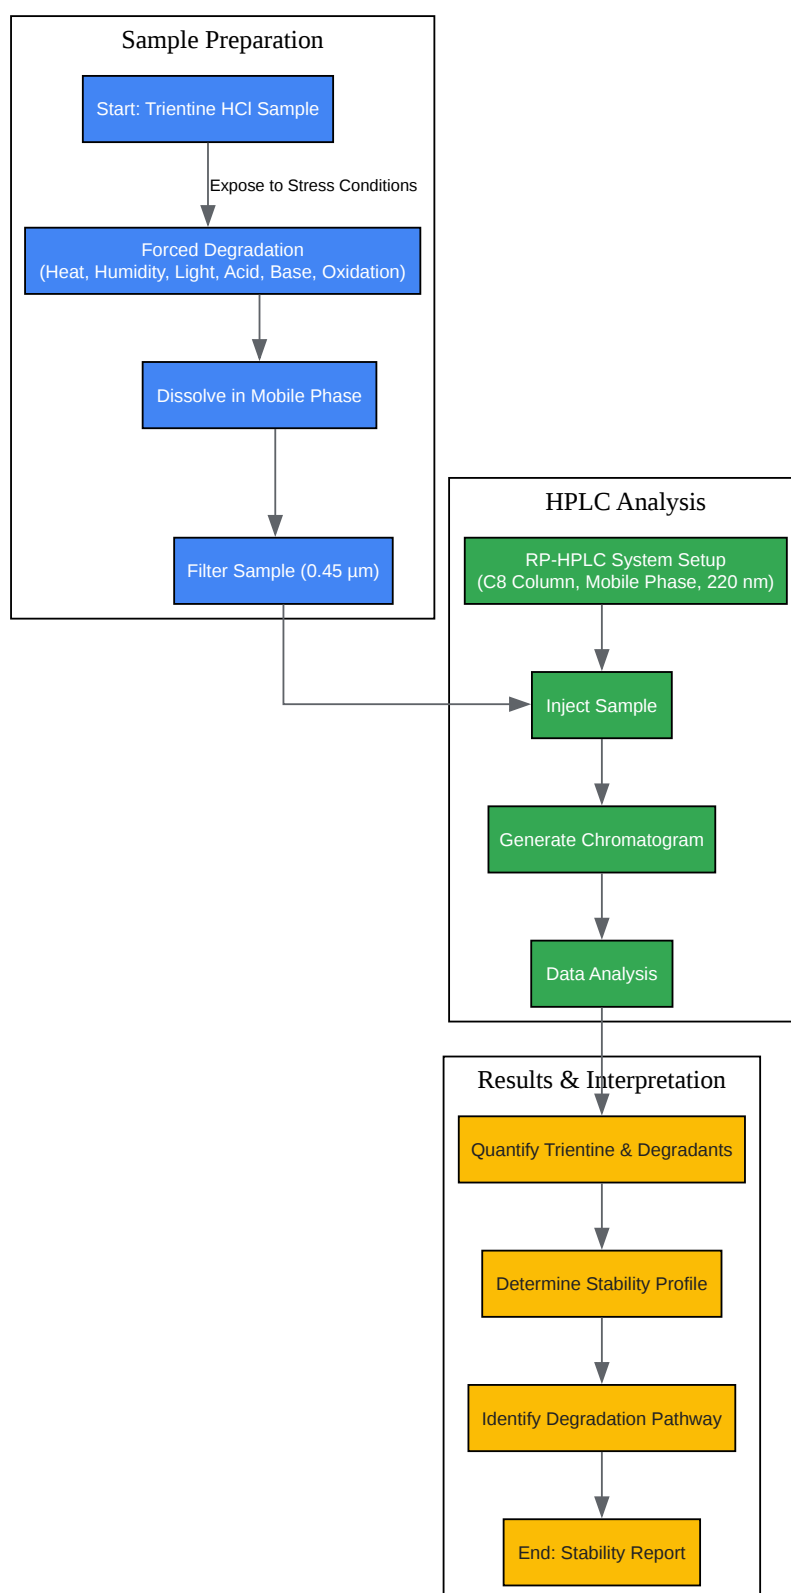 Sample Preparation
Start: Trientine HCl Sample
Expose to Stress Conditions
Forced Degradation
(Heat, Humidity, Light, Acid, Base, Oxidation)
Dissolve in Mobile Phase
Filter Sample (0.45 µm)
HPLC Analysis
RP-HPLC System Setup
(C8 Column, Mobile Phase, 220 nm)
Inject Sample
Generate Chromatogram
Data Analysis
Results & Interpretation
Quantify Trientine & Degradants
Determine Stability Profile
Identify Degradation Pathway
End: Stability Report